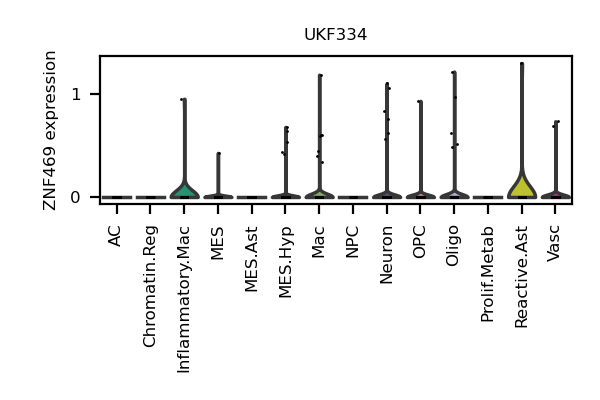 UKF334
ZNF469 expression
1
0
AC
Chromatin.Reg
Inflammatory.Mac
MES
MES.Ast
MES.Hyp
Mac
NPC
Neuron
OPC
Oligo
Prolif.Metab
Reactive.Ast
Vasc